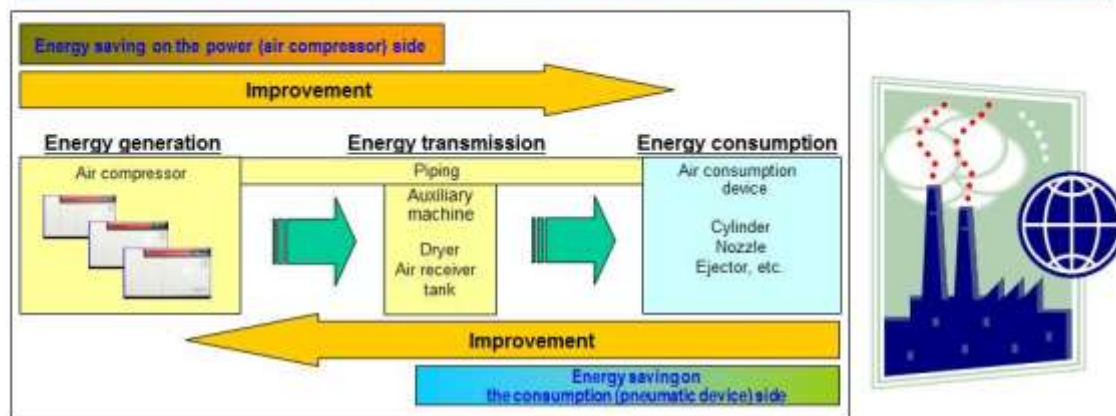 Energy saving on the power (air compressor) side
Improvement
Energy generation
Energy transmission
Energy consumption
Air compressor
Piping
Auxiliary
machine
Dryer
Air receiver
tank
Air consumption
device
Cylinder
Nozzle
Ejector, etc.
Improvement
Energy saving on
the consumption (pneumatic device) side